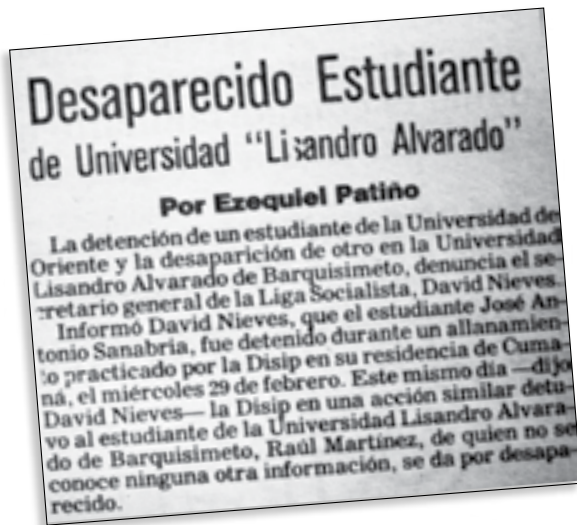 Desaparecido Estudiante
de Universidad “Lisandro Alvarado”
Por Ezequiel Patiño
La detención de un estudiante de la Universidad de
Oriente y la desaparición de otro en la Universidad
Lisandro Alvarado de Barquisimeto, denuncia el se-
cretario general de la Liga Socialista, David Nieves.
Informó David Nieves, que el estudiante José An-
tonio Sanabria, fue detenido durante un allanamien-
to practicado por la Disip en su residencia de Cuma-
ná, el miércoles 29 de febrero. Este mismo día —dijo
David Nieves— la Disip en una acción similar detu-
vo al estudiante de la Universidad Lisandro Alvara-
do de Barquisimeto, Raúl Martínez, de quien no se
conoce ninguna otra información, se da por desapa-
recido.